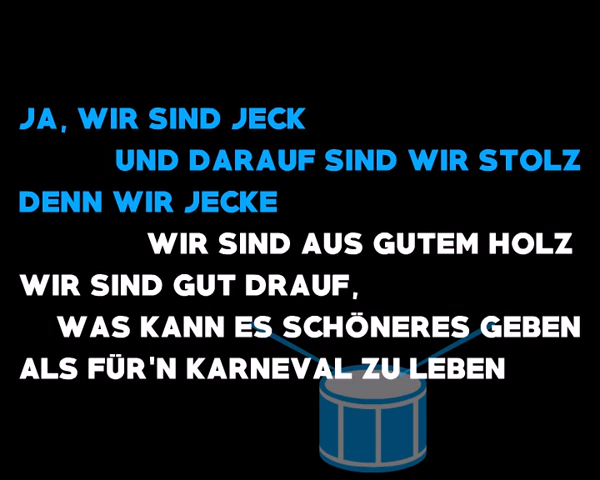 JA, WIR SIND JECK
UND DARAUF SIND WIR STOLZ
DENN WIR JECKE
WIR SIND AUS GUTEM HOLZ
WIR SIND GUT DRAUF,
WAS KANN ES SCHÖNERES GEBEN
ALS FÜR'N KARNEVAL ZU LEBEN